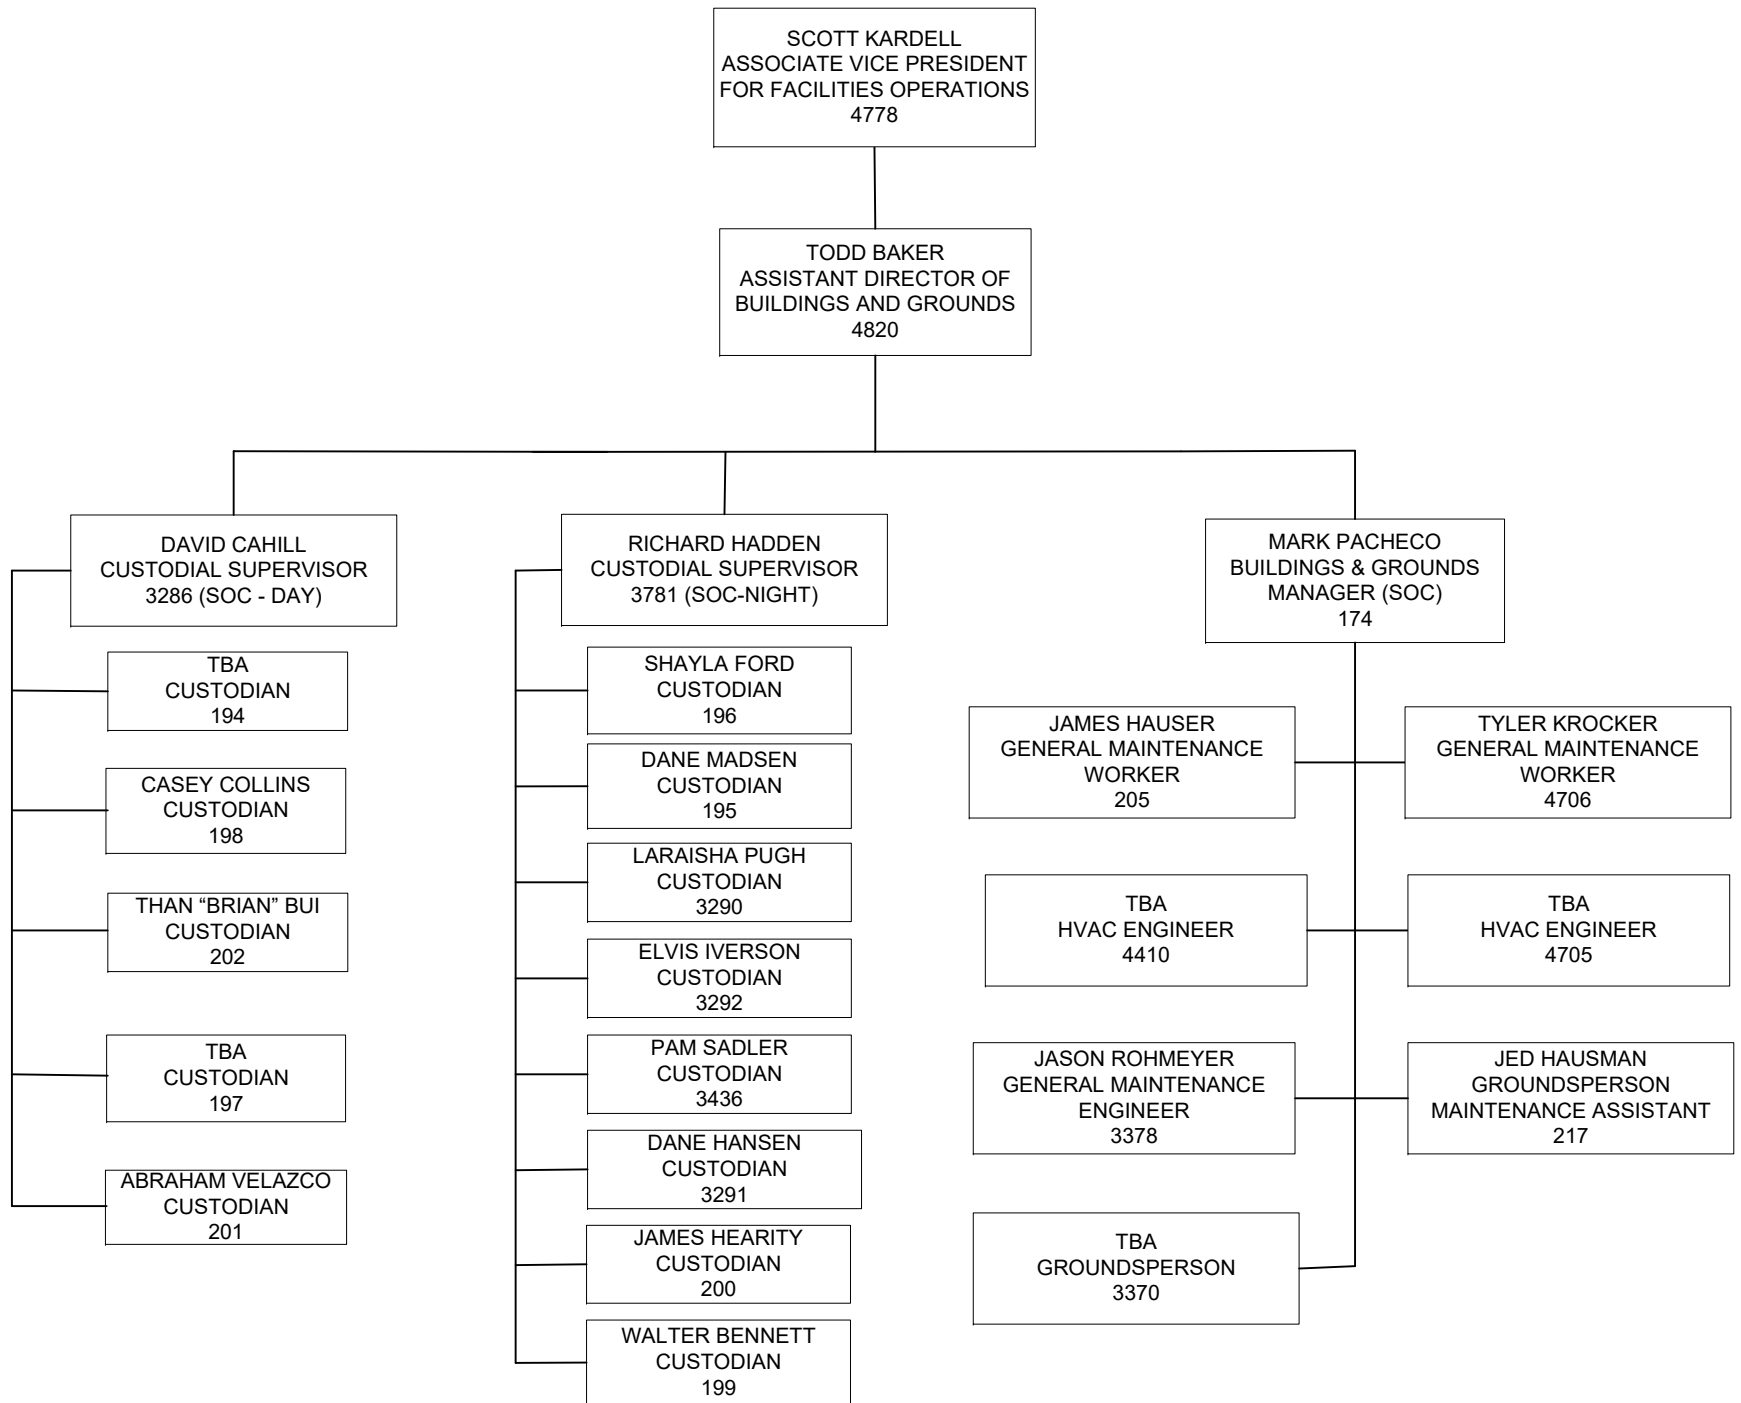 SCOTT KARDELL
ASSOCIATE VICE PRESIDENT
FOR FACILITIES OPERATIONS
4778
TODD BAKER
ASSISTANT DIRECTOR OF
BUILDINGS AND GROUNDS
4820
DAVID CAHILL
CUSTODIAL SUPERVISOR
3286 (SOC - DAY)
TBA
CUSTODIAN
194
CASEY COLLINS
CUSTODIAN
198
THAN “BRIAN” BUI
CUSTODIAN
202
TBA
CUSTODIAN
197
ABRAHAM VELAZCO
CUSTODIAN
201
RICHARD HADDEN
CUSTODIAL SUPERVISOR
3781 (SOC-NIGHT)
SHAYLA FORD
CUSTODIAN
196
DANE MADSEN
CUSTODIAN
195
LARAISHA PUGH
CUSTODIAN
3290
ELVIS IVERSON
CUSTODIAN
3292
PAM SADLER
CUSTODIAN
3436
DANE HANSEN
CUSTODIAN
3291
JAMES HEARITY
CUSTODIAN
200
WALTER BENNETT
CUSTODIAN
199
MARK PACHECO
BUILDINGS & GROUNDS
MANAGER (SOC)
174
JAMES HAUSER
GENERAL MAINTENANCE
WORKER
205
TYLER KROCKER
GENERAL MAINTENANCE
WORKER
4706
TBA
HVAC ENGINEER
4410
TBA
HVAC ENGINEER
4705
JASON ROHMEYER
GENERAL MAINTENANCE
ENGINEER
3378
JED HAUSMAN
GROUNDSPERSON
MAINTENANCE ASSISTANT
217
TBA
GROUNDSPERSON
3370